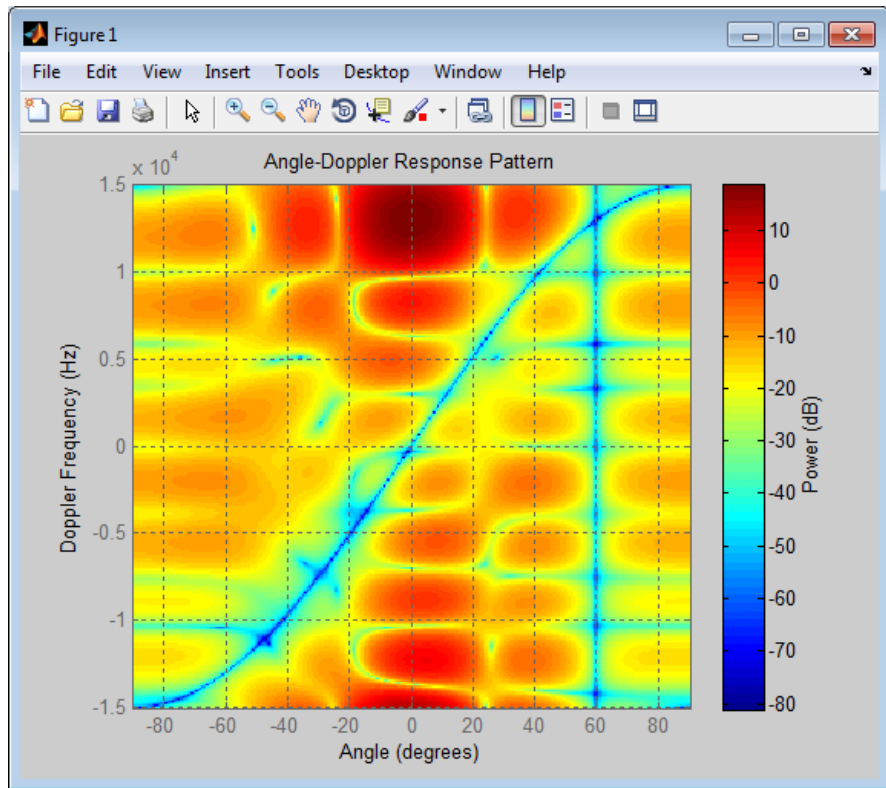 Figure 1
File Edit View Insert Tools Desktop Window Help
Angle-Doppler Response Pattern
x 10^4
1.5
1
0.5
0
-0.5
-1
-1.5
Doppler Frequency (Hz)
-80 -60 -40 -20 0 20 40 60 80
Angle (degrees)
10
0
-10
-20
-30
-40
-50
-60
-70
-80
Power (dB)